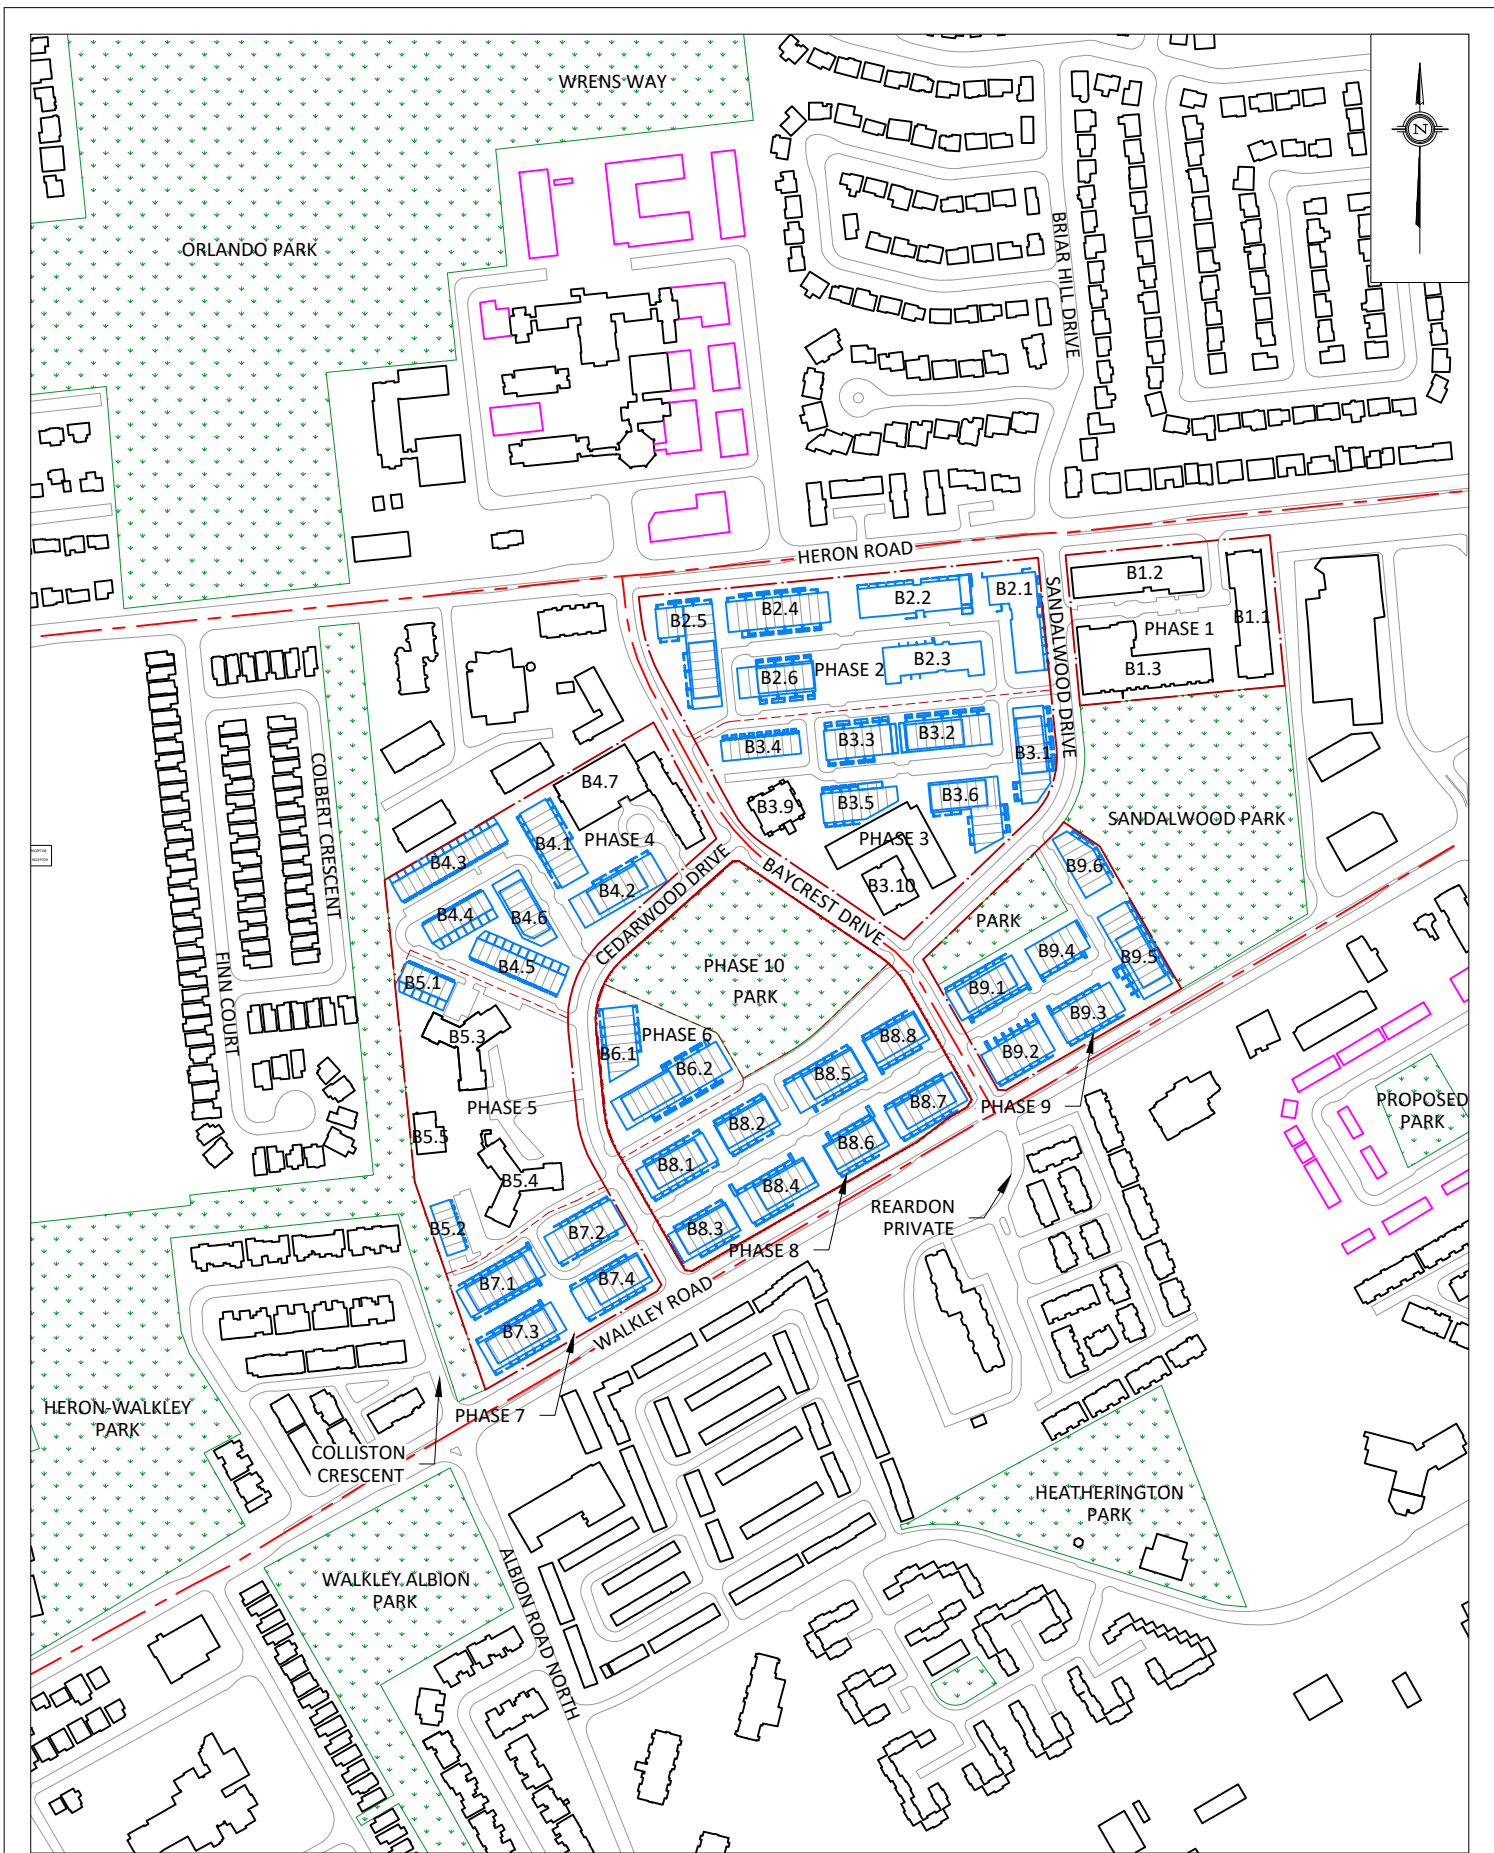 WRENS WAY
N
ORLANDO PARK
BRIAR HILL DRIVE
HERON ROAD
B2.5
B2.4
B2.2
B2.1
SANDALWOOD DRIVE
B1.2
B1.1
PHASE 1
B1.3
B2.6
PHASE 2
B2.3
B3.4
B3.3
B3.2
B3.1
B4.7
B3.9
B3.5
B3.6
SANDALWOOD PARK
COLBERT CRESCENT
PHASE 4
B4.1
B4.3
B4.2
PHASE 3
B3.10
B9.6
CEDARWOOD DRIVE
BAYCREST DRIVE
B4.4
B4.6
B4.5
PARK
B9.4
B9.5
FINN COURT
B5.1
PHASE 10
PARK
B9.1
B9.3
B5.3
PHASE 6
B6.1
B6.2
B8.8
B9.2
B8.5
PHASE 5
B8.7
PHASE 9
PROPOSED
PARK
B5.5
B8.2
B8.6
B8.1
B5.4
B8.4
REARDON
PRIVATE
B5.2
B7.2
B8.3
PHASE 8
B7.1
B7.4
WALKLEY ROAD
B7.3
HERON-WALKLEY
PARK
PHASE 7
COLLISTON
CRESCENT
HEATHERINGTON
PARK
WALKLEY ALBION
PARK
ALBION ROAD NORTH